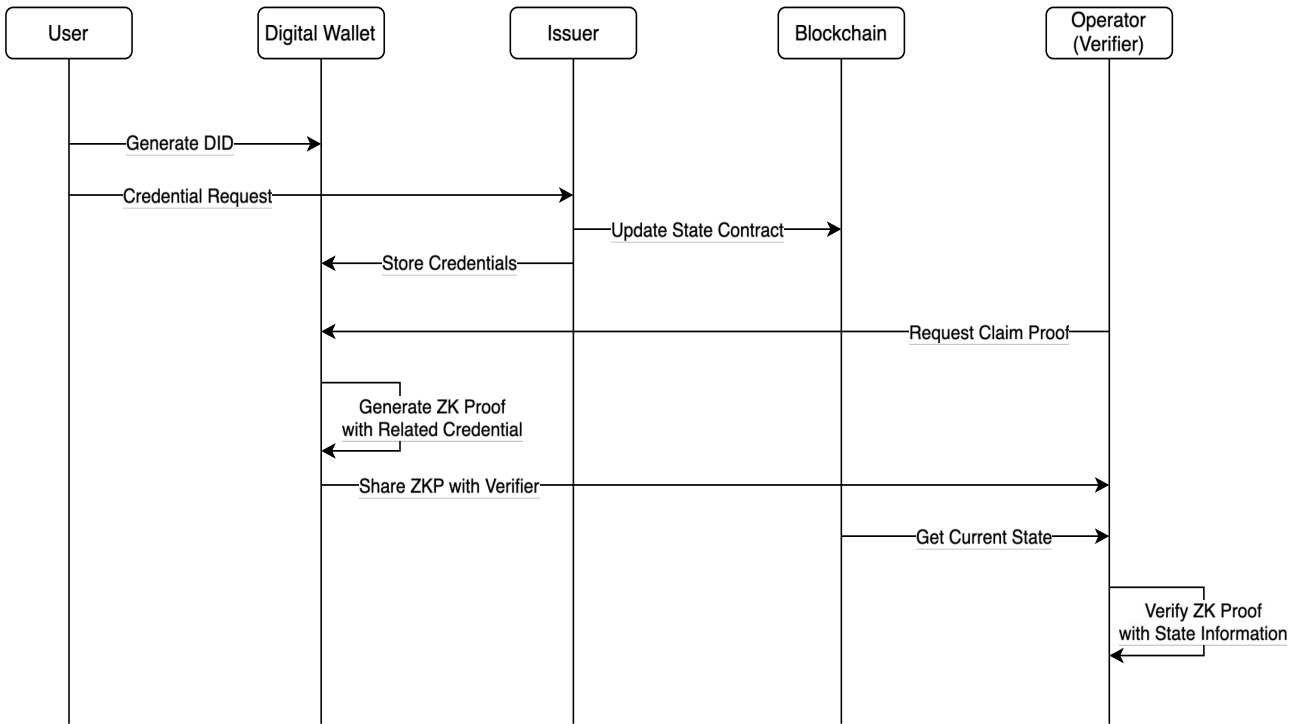 User
Digital Wallet
Issuer
Blockchain
Operator
(Verifier)
Generate DID
Credential Request
Update State Contract
Store Credentials
Request Claim Proof
Generate ZK Proof
with Related Credential
Share ZKP with Verifier
Get Current State
Verify ZK Proof
with State Information